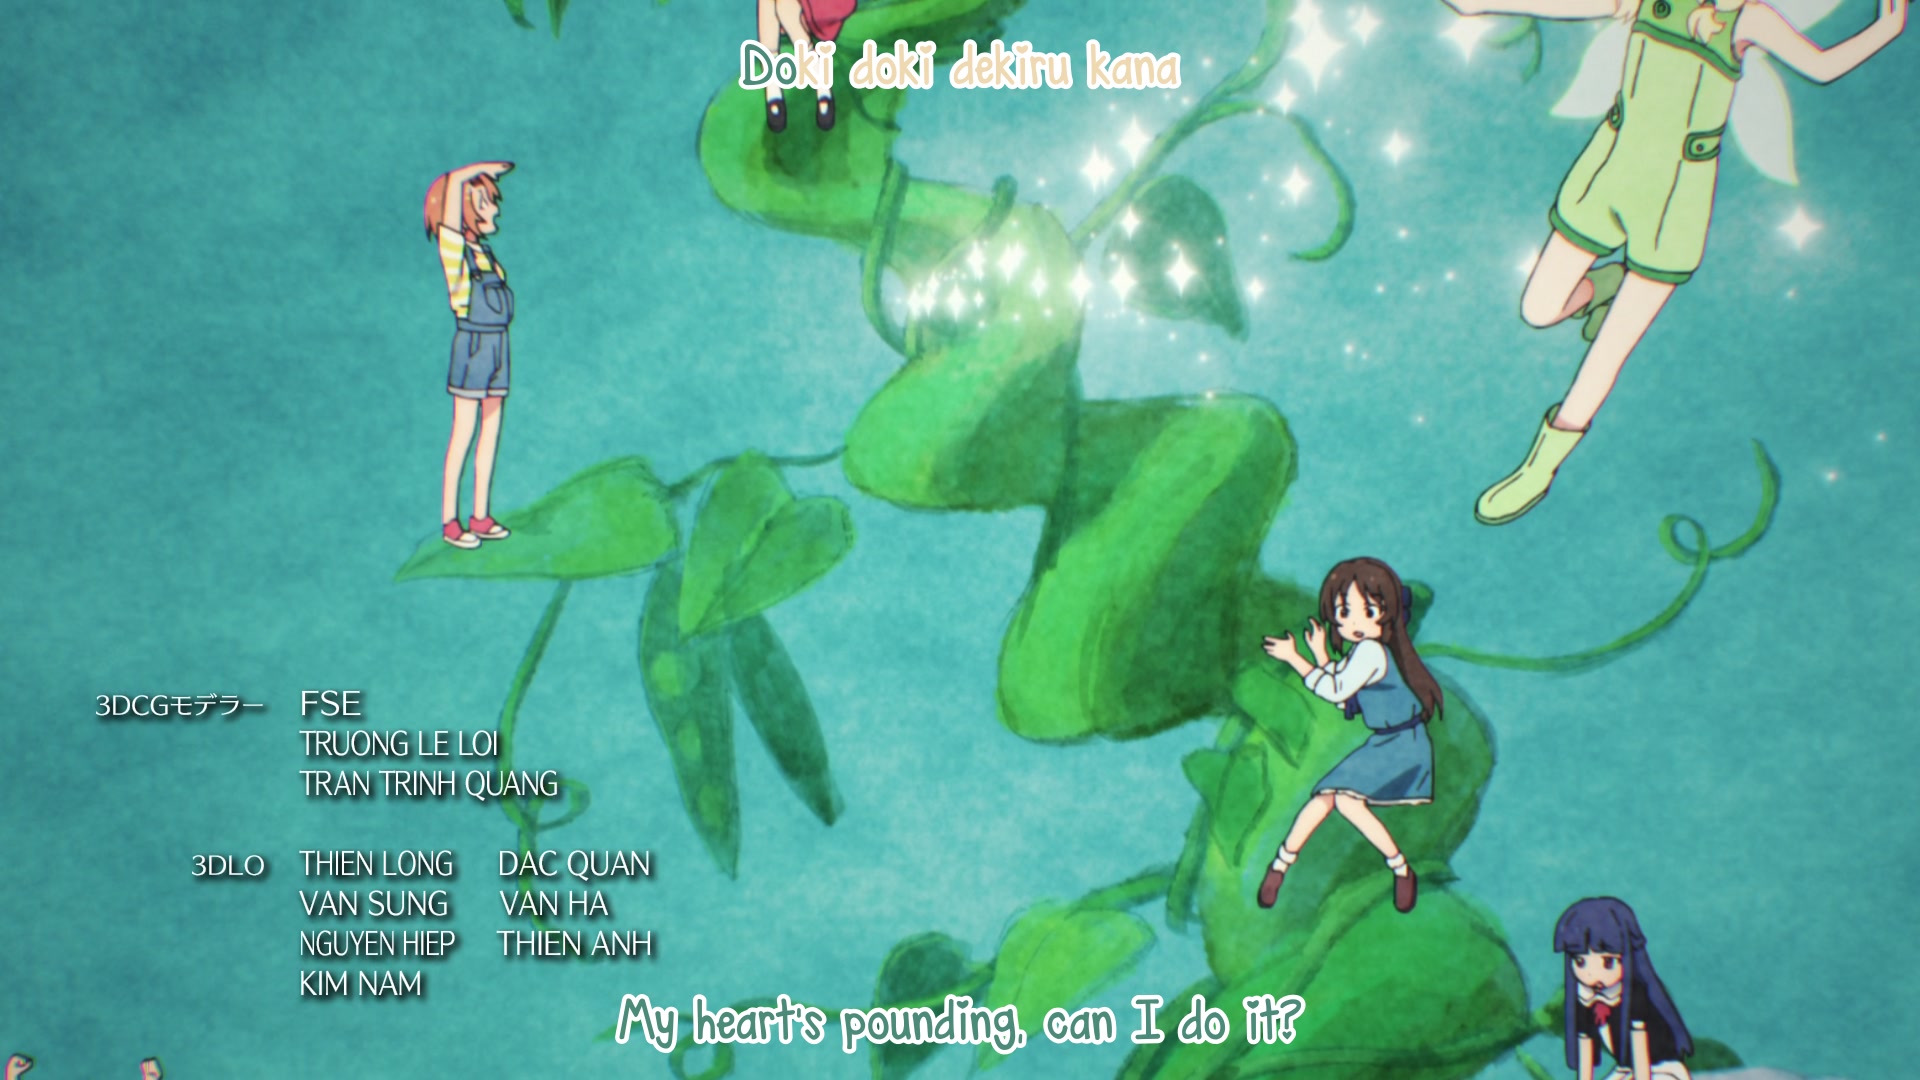 Doki doki dekiru kana
3DCGモデラー FSE
TRUONG LE LOI
TRAN TRINH QUANG
3DLO THIEN LONG DAC QUAN
VAN SUNG VAN HA
NGUYEN HIEP THIEN ANH
KIM NAM
My heart's pounding, can I do it?